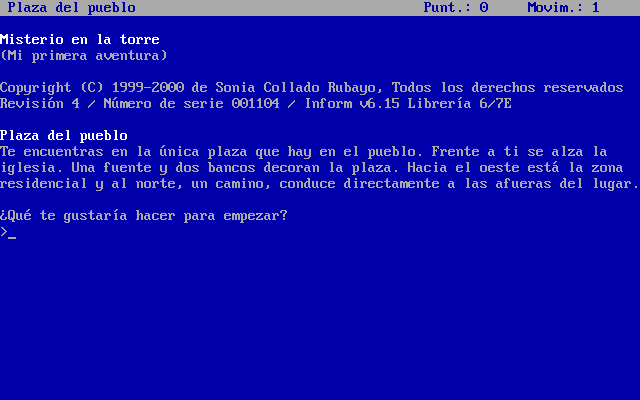 Plaza del pueblo Punt.: 0 Movim.: 1
Misterio en la torre
(Mi primera aventura)
Copyright (C) 1999-2000 de Sonia Collado Rubayo, Todos los derechos reservados
Revisión 4 / Número de serie 001104 / Inform v6.15 Librería 6/7E
Plaza del pueblo
Te encuentras en la única plaza que hay en el pueblo. Frente a ti se alza la
iglesia. Una fuente y dos bancos decoran la plaza. Hacia el oeste está la zona
residencial y al norte, un camino, conduce directamente a las afueras del lugar.
¿Qué te gustaría hacer para empezar?
>_